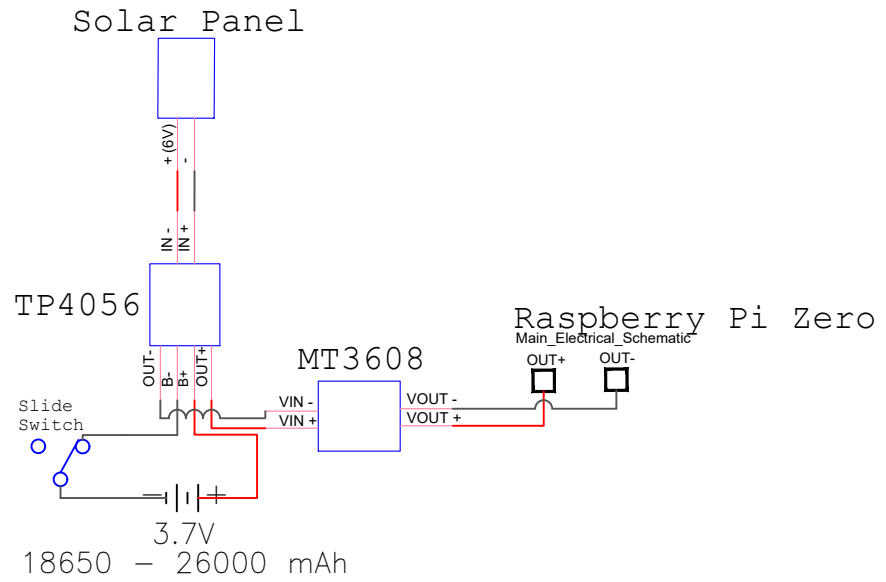 Solar Panel
+ (6V)
-
IN -
IN +
TP4056
OUT-
B-
B+
OUT+
MT3608
VIN -
VIN +
VOUT -
VOUT +
Raspberry Pi Zero
Main_Electrical_Schematic
OUT+
OUT-
Slide
Switch
- +
3.7V
18650 - 26000 mAh